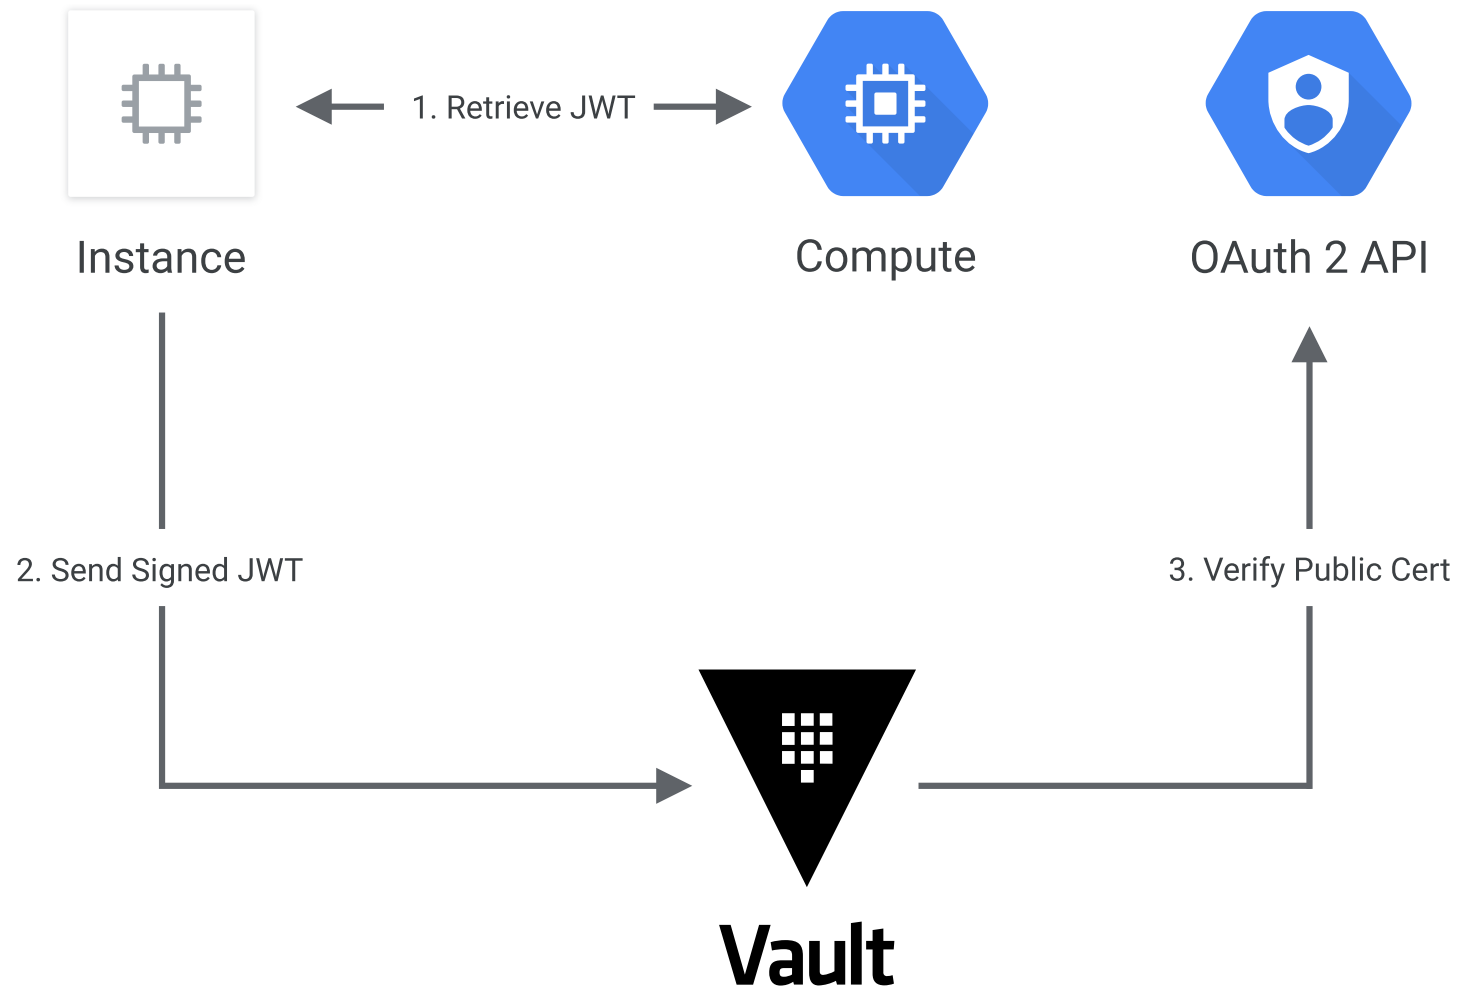 1. Retrieve JWT
Instance
Compute
OAuth 2 API
2. Send Signed JWT
3. Verify Public Cert
Vault